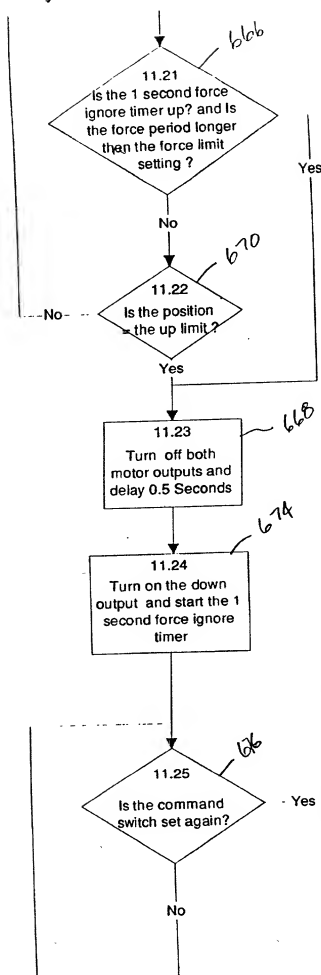 666
11.21
Is the 1 second force
ignore timer up? and Is
the force period longer
then the force limit
setting ?
Yes
No
670
11.22
Is the position
= the up limit ?
No
Yes
668
11.23
Turn off both
motor outputs and
delay 0.5 Seconds
674
11.24
Turn on the down
output and start the 1
second force ignore
timer
676
11.25
Is the command
switch set again?
Yes
No